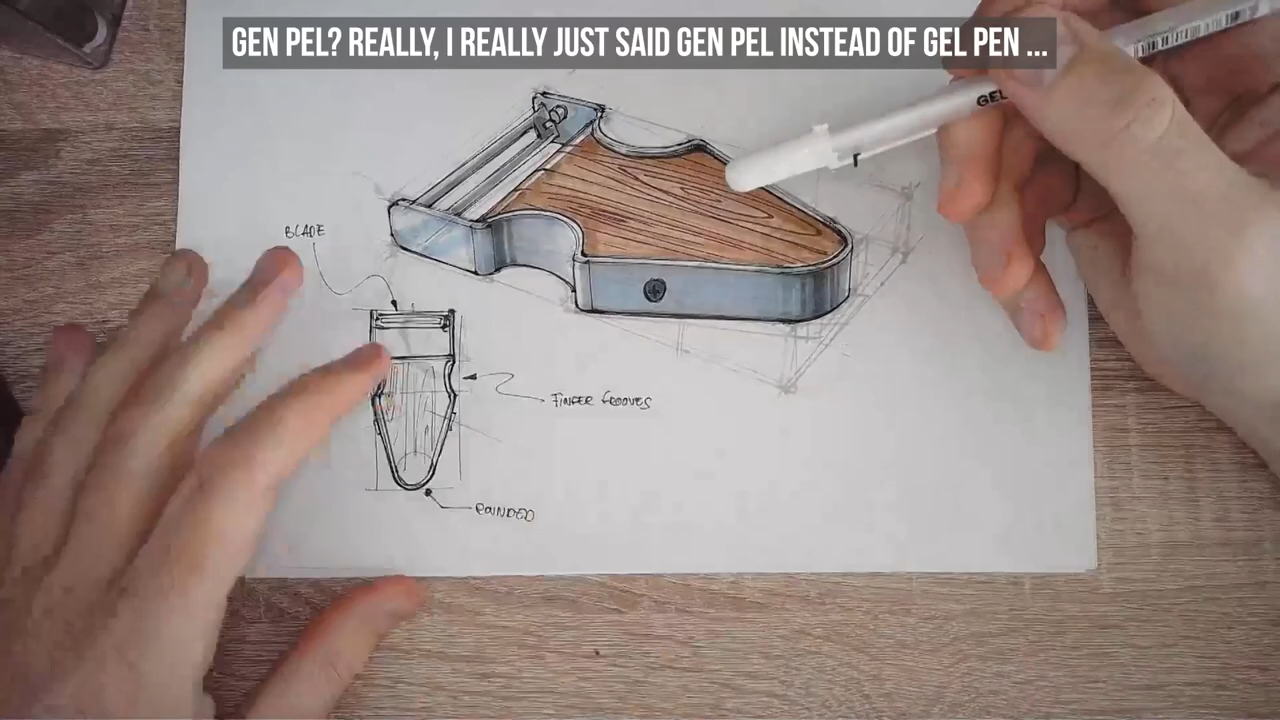 GEN PEL? REALLY, I REALLY JUST SAID GEN PEL INSTEAD OF GEL PEN ...
GEL
BLADE
FINGER GROOVES
ROUNDED